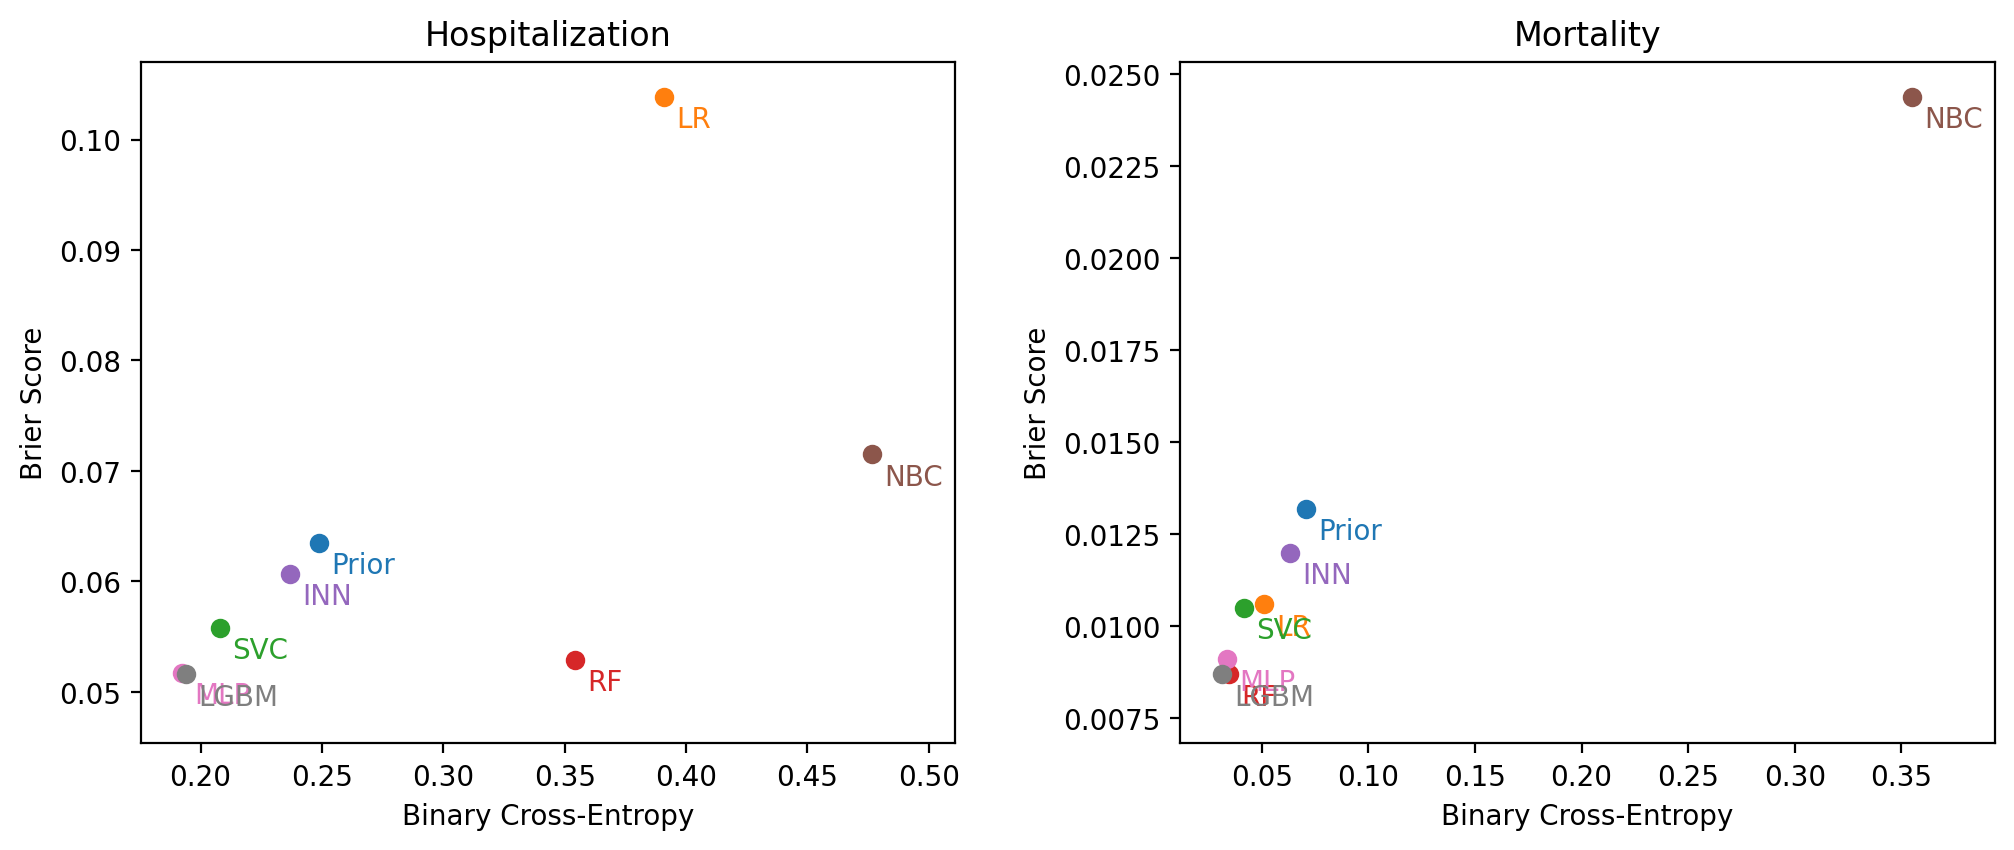 Hospitalization
Brier Score
0.10
0.09
0.08
0.07
0.06
0.05
LR
NBC
Prior
INN
SVC
RF
MLP
LGBM
0.20 0.25 0.30 0.35 0.40 0.45 0.50
Binary Cross-Entropy
Mortality
Brier Score
0.0250
0.0225
0.0200
0.0175
0.0150
0.0125
0.0100
0.0075
NBC
Prior
INN
LR
SVC
MLP
RF
LGBM
0.05 0.10 0.15 0.20 0.25 0.30 0.35
Binary Cross-Entropy